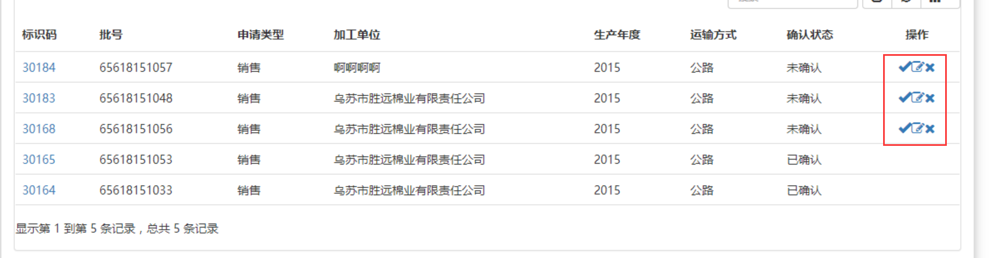 标识码 批号 申请类型 加工单位 生产年度 运输方式 确认状态 操作
30184 65618151057 销售 啊啊啊啊 2015 公路 未确认
30183 65618151048 销售 乌苏市胜远棉业有限责任公司 2015 公路 未确认
30168 65618151056 销售 乌苏市胜远棉业有限责任公司 2015 公路 未确认
30165 65618151053 销售 乌苏市胜远棉业有限责任公司 2015 公路 已确认
30164 65618151033 销售 乌苏市胜远棉业有限责任公司 2015 公路 已确认
显示第 1 到第 5 条记录，总共 5 条记录